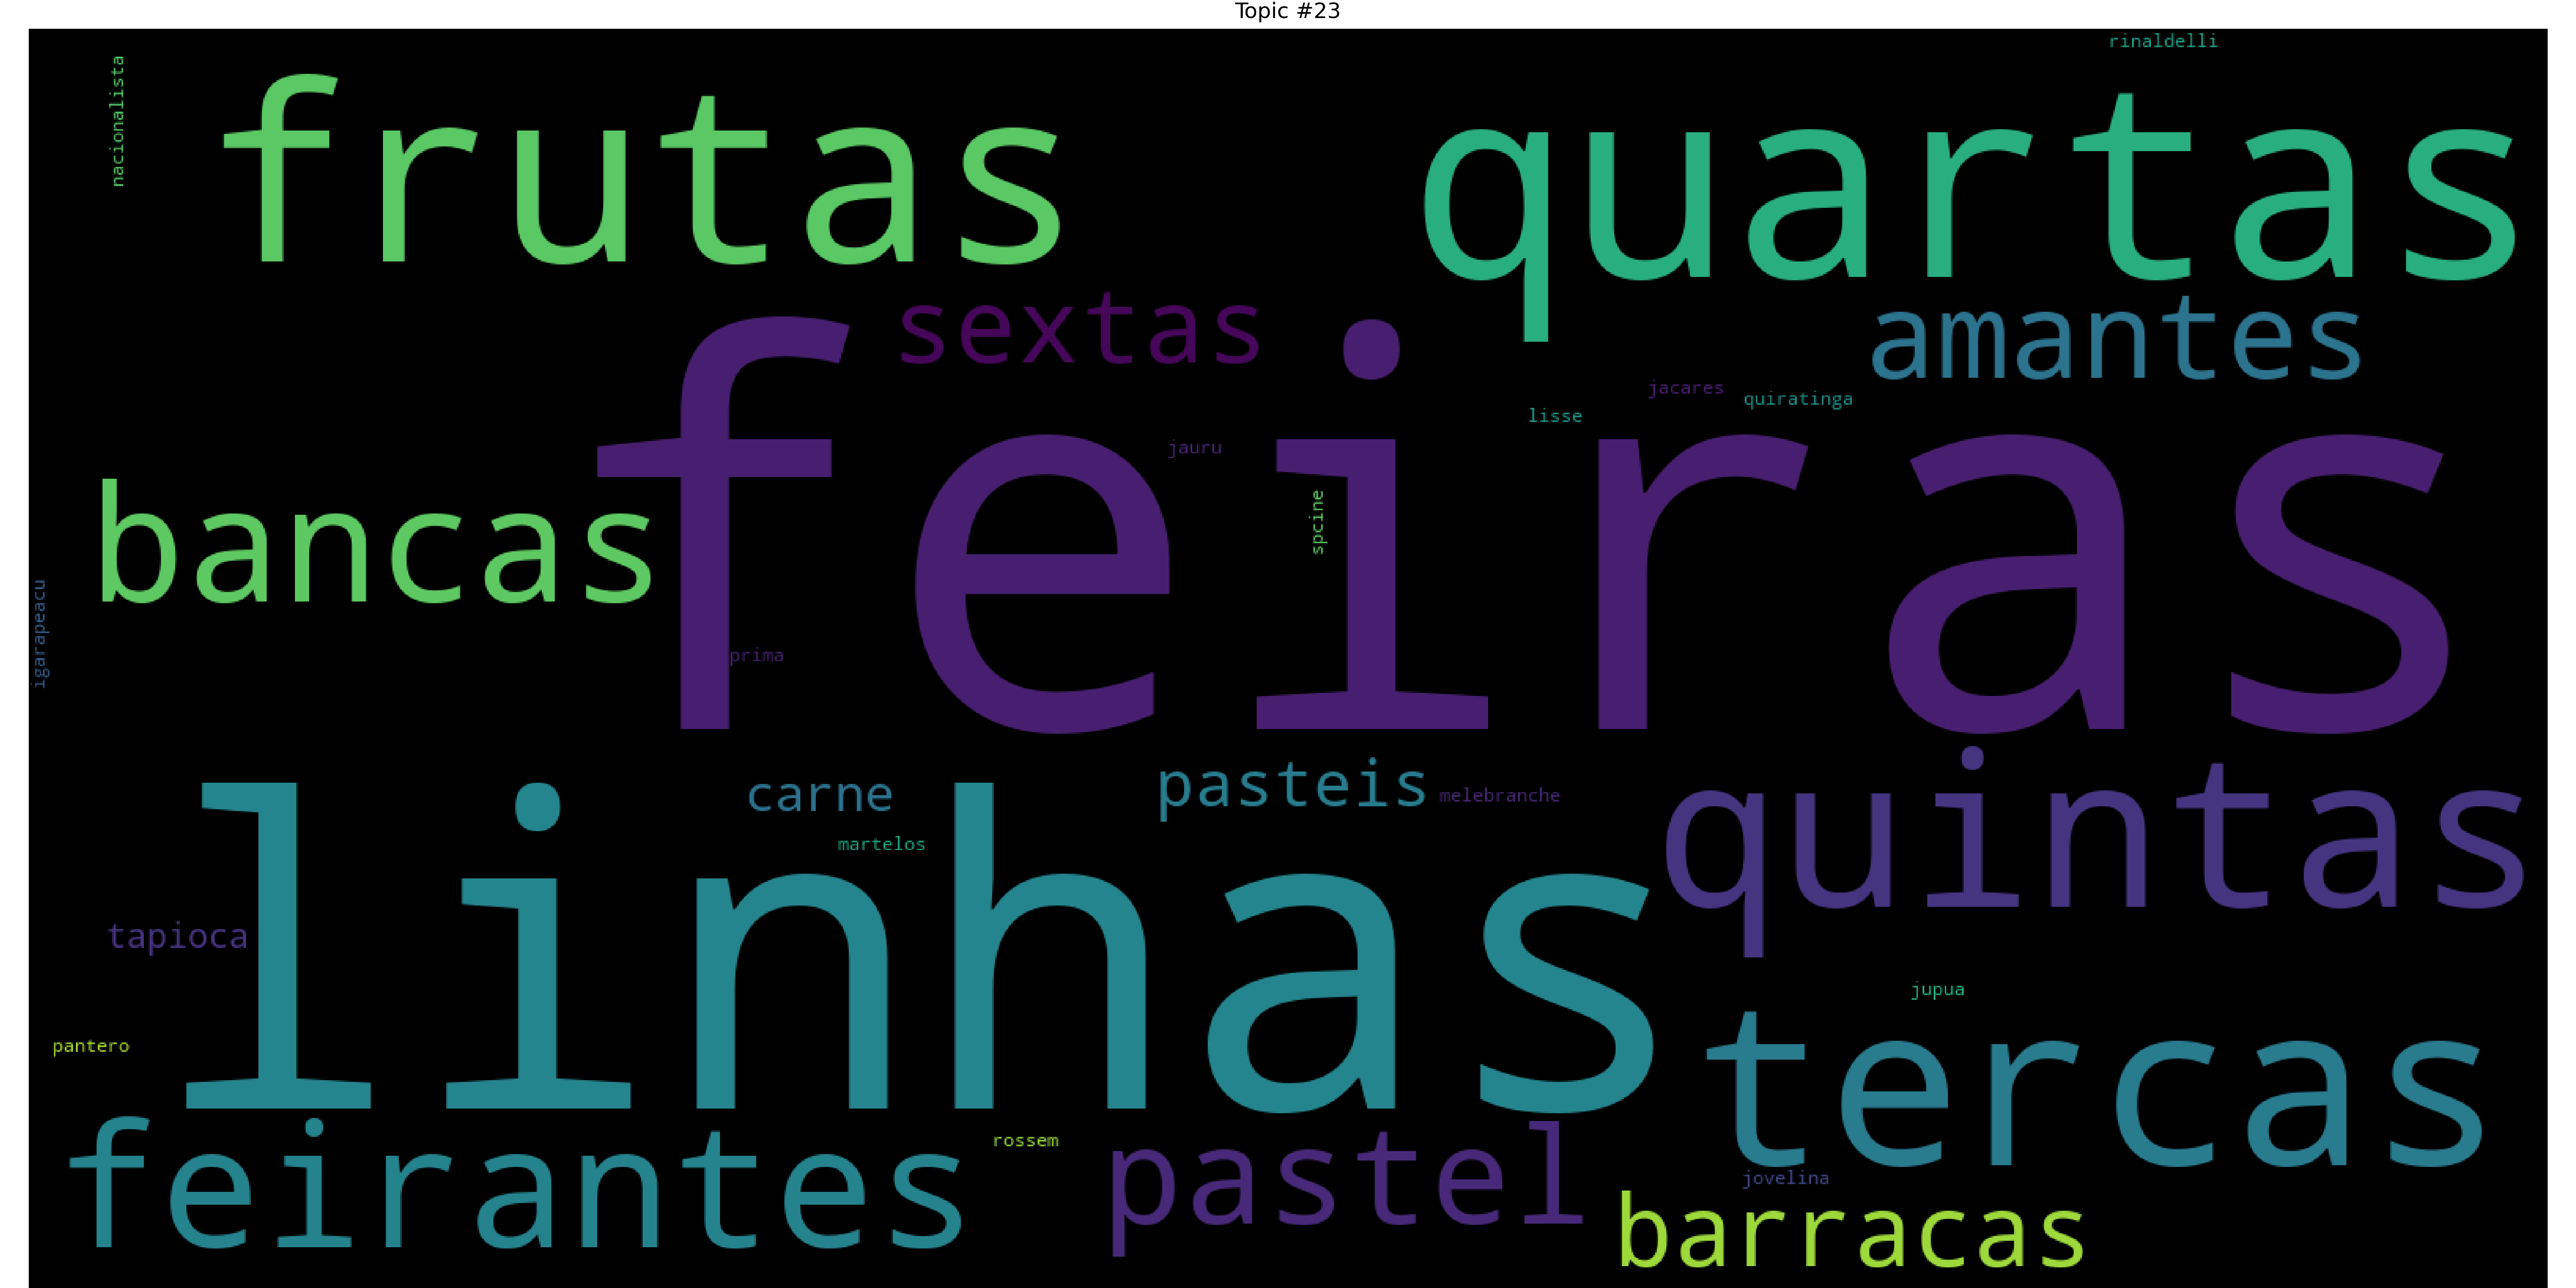 Topic #23
rinaldelli
nacionalista
frutas
quartas
sextas
amantes
jacares
quiratinga
lisse
jauru
feiras
bancas
spcine
igarapeacu
prima
carne
pasteis
melebranche
quintas
martelos
linhas
tapioca
jupua
pantero
tercas
rossem
feirantes
pastel
jovelina
barracas